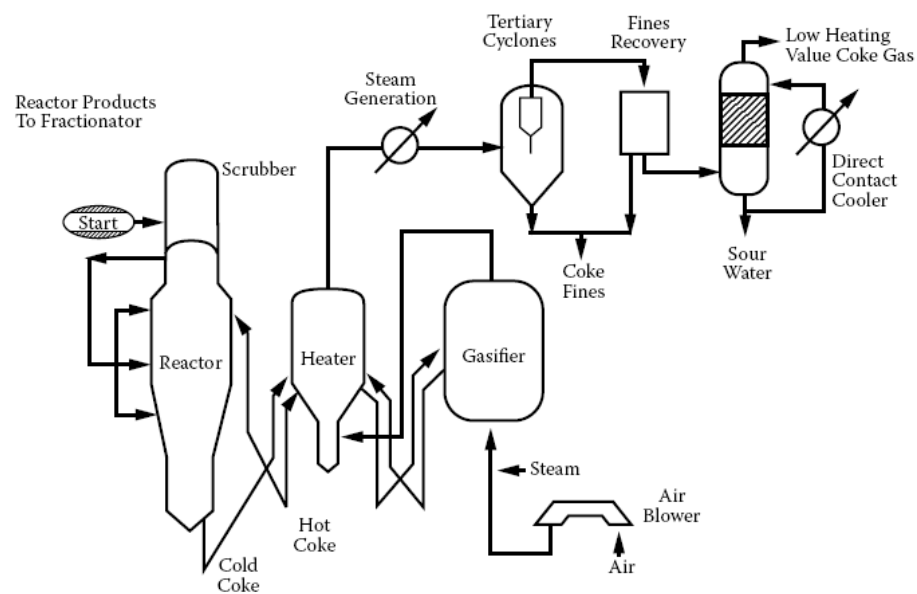 Tertiary
Cyclones
Fines
Recovery
Low Heating
Value Coke Gas
Steam
Generation
Reactor Products
To Fractionator
Scrubber
Direct
Contact
Cooler
Start
Sour
Water
Coke
Fines
Reactor
Heater
Gasifier
Steam
Air
Blower
Hot
Coke
Cold
Coke
Air